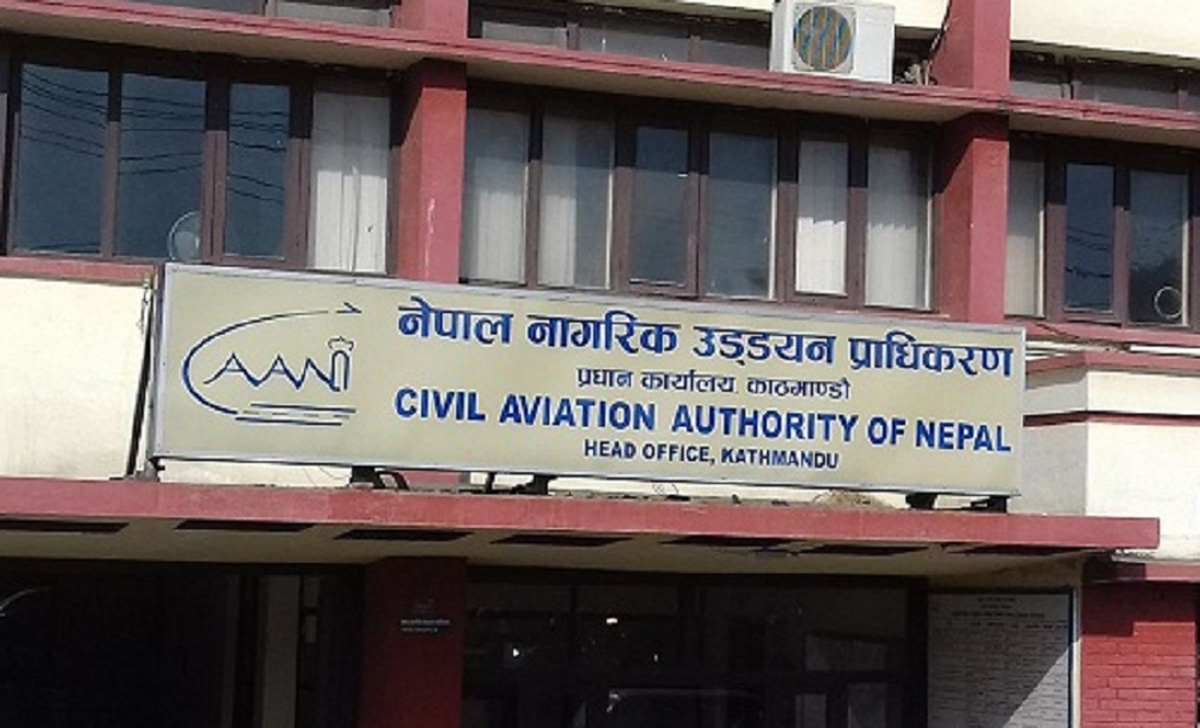 CAAN
नेपाल नागरिक उड्डयन प्राधिकरण
प्रधान कार्यालय, काठमाण्डौ
CIVIL AVIATION AUTHORITY OF NEPAL
HEAD OFFICE, KATHMANDU